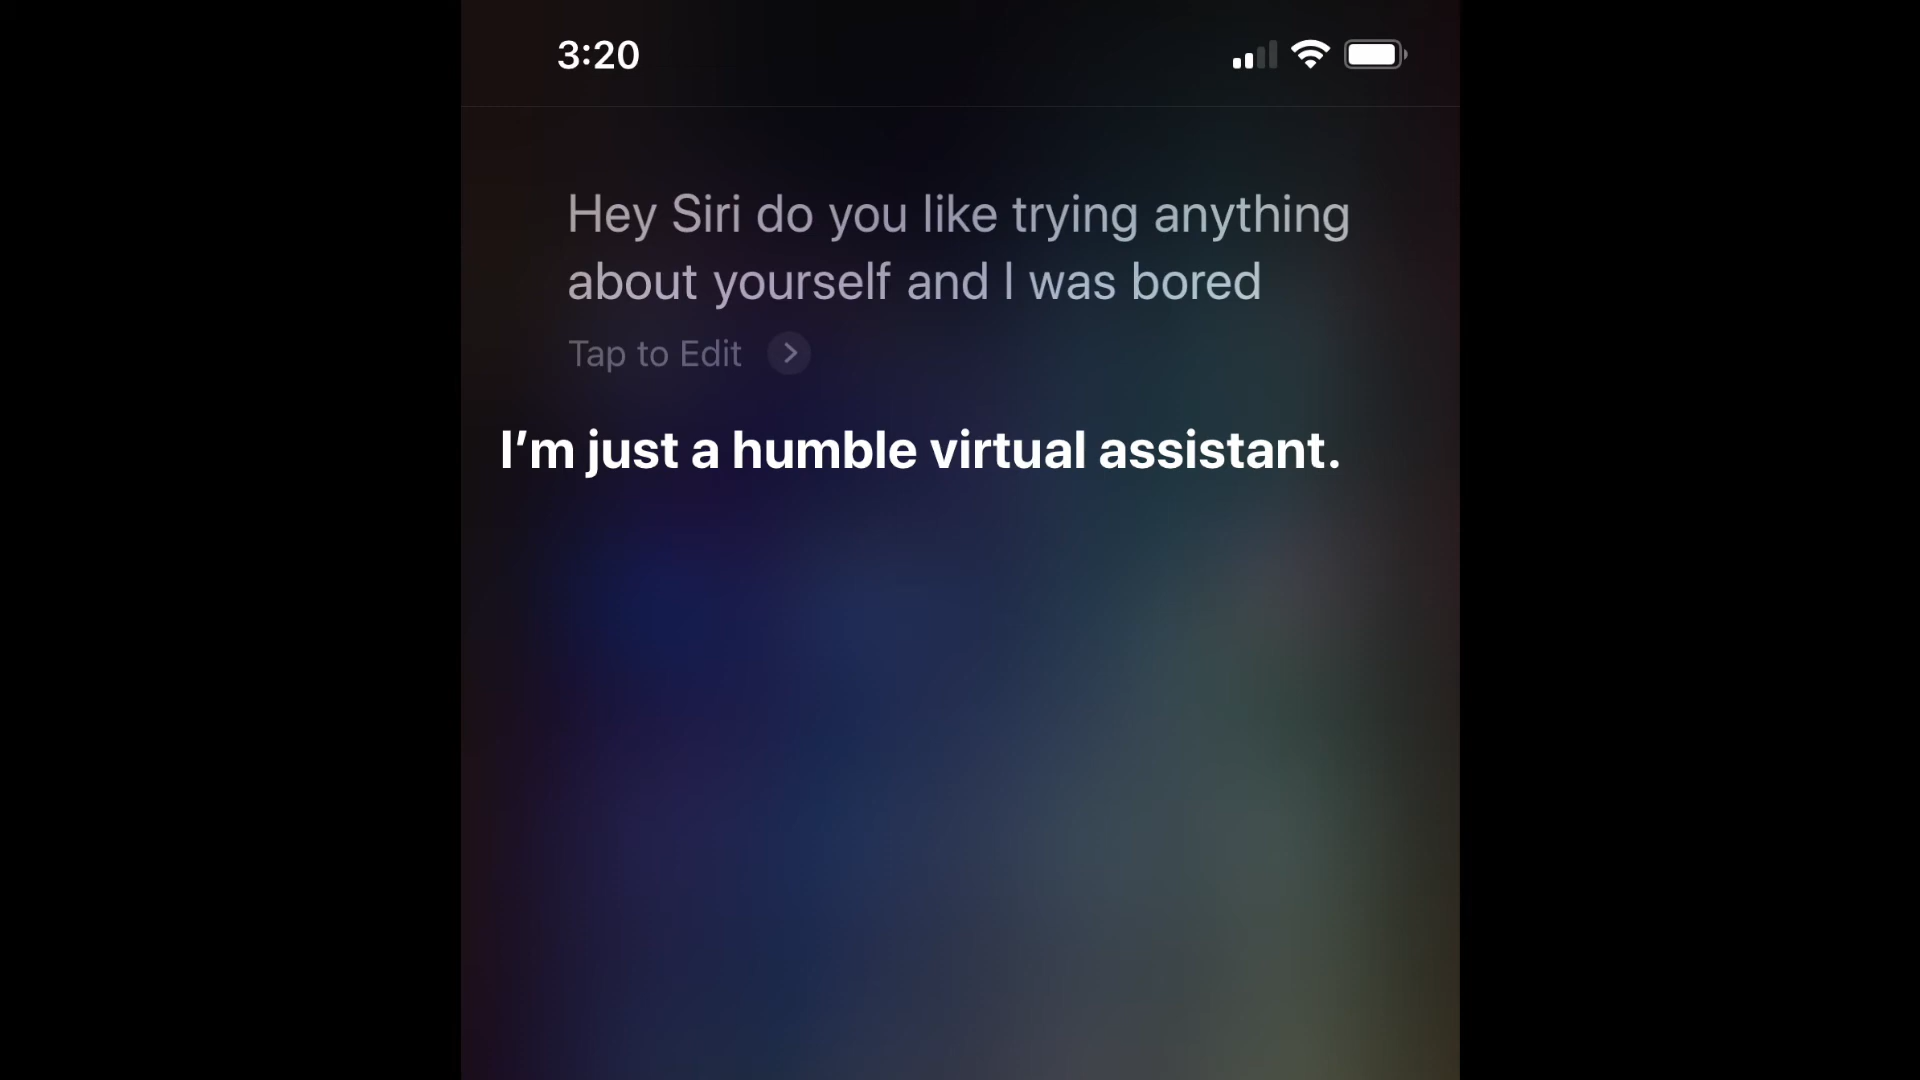 3:20
Hey Siri do you like trying anything
about yourself and I was bored
Tap to Edit
I’m just a humble virtual assistant.